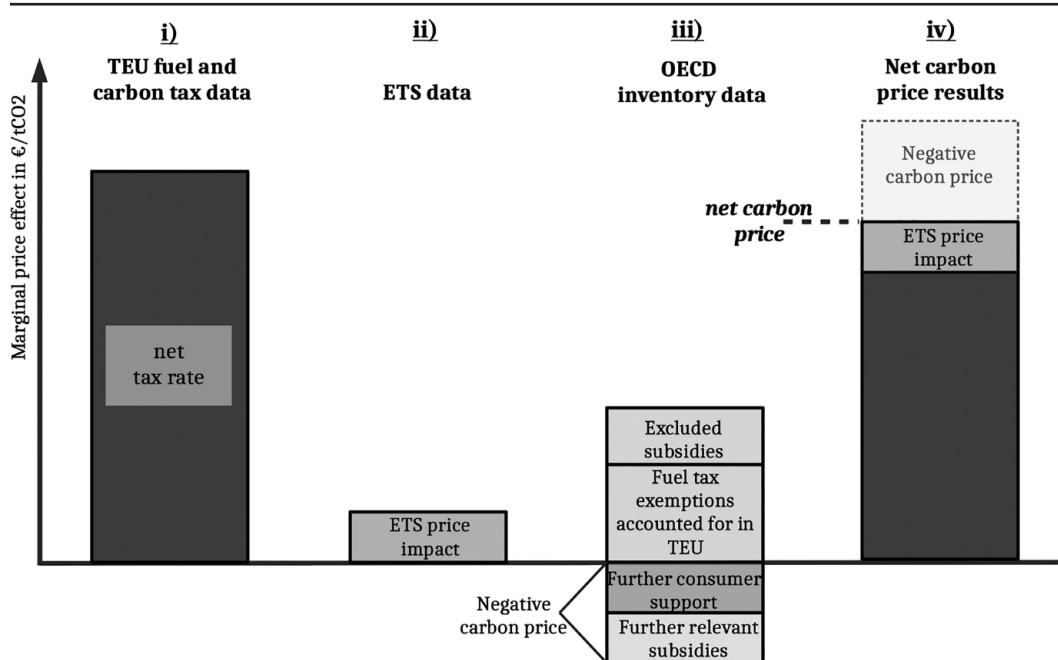 i)
TEU fuel and
carbon tax data
ii)
ETS data
iii)
OECD
inventory data
iv)
Net carbon
price results
Marginal price effect in €/tCO2
net
tax rate
ETS price
impact
Excluded
subsidies
Fuel tax
exemptions
accounted for in
TEU
Further consumer
support
Further relevant
subsidies
Negative
carbon price
net carbon
price
Negative
carbon price
ETS price
impact